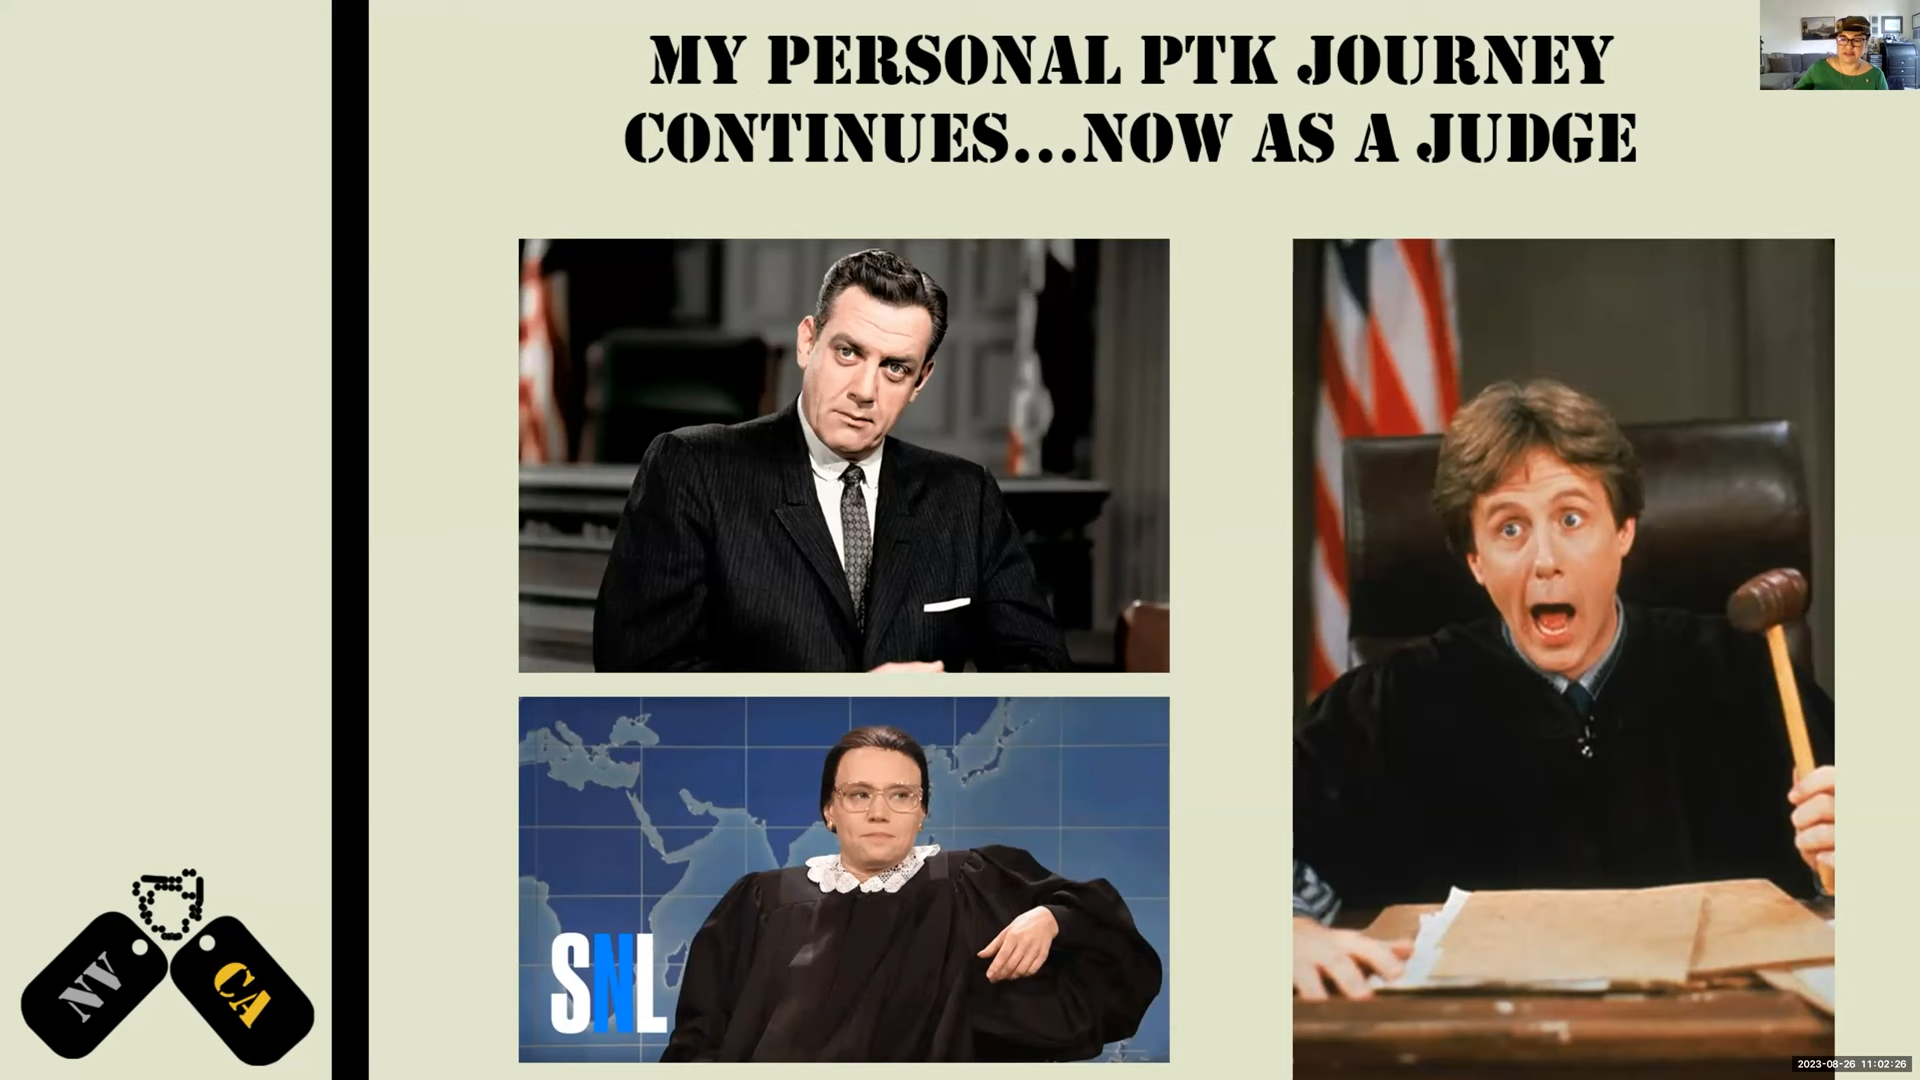 MY PERSONAL PTK JOURNEY
CONTINUES...NOW AS A JUDGE
SNL
NV
CA
2023-08-26 11:02:26